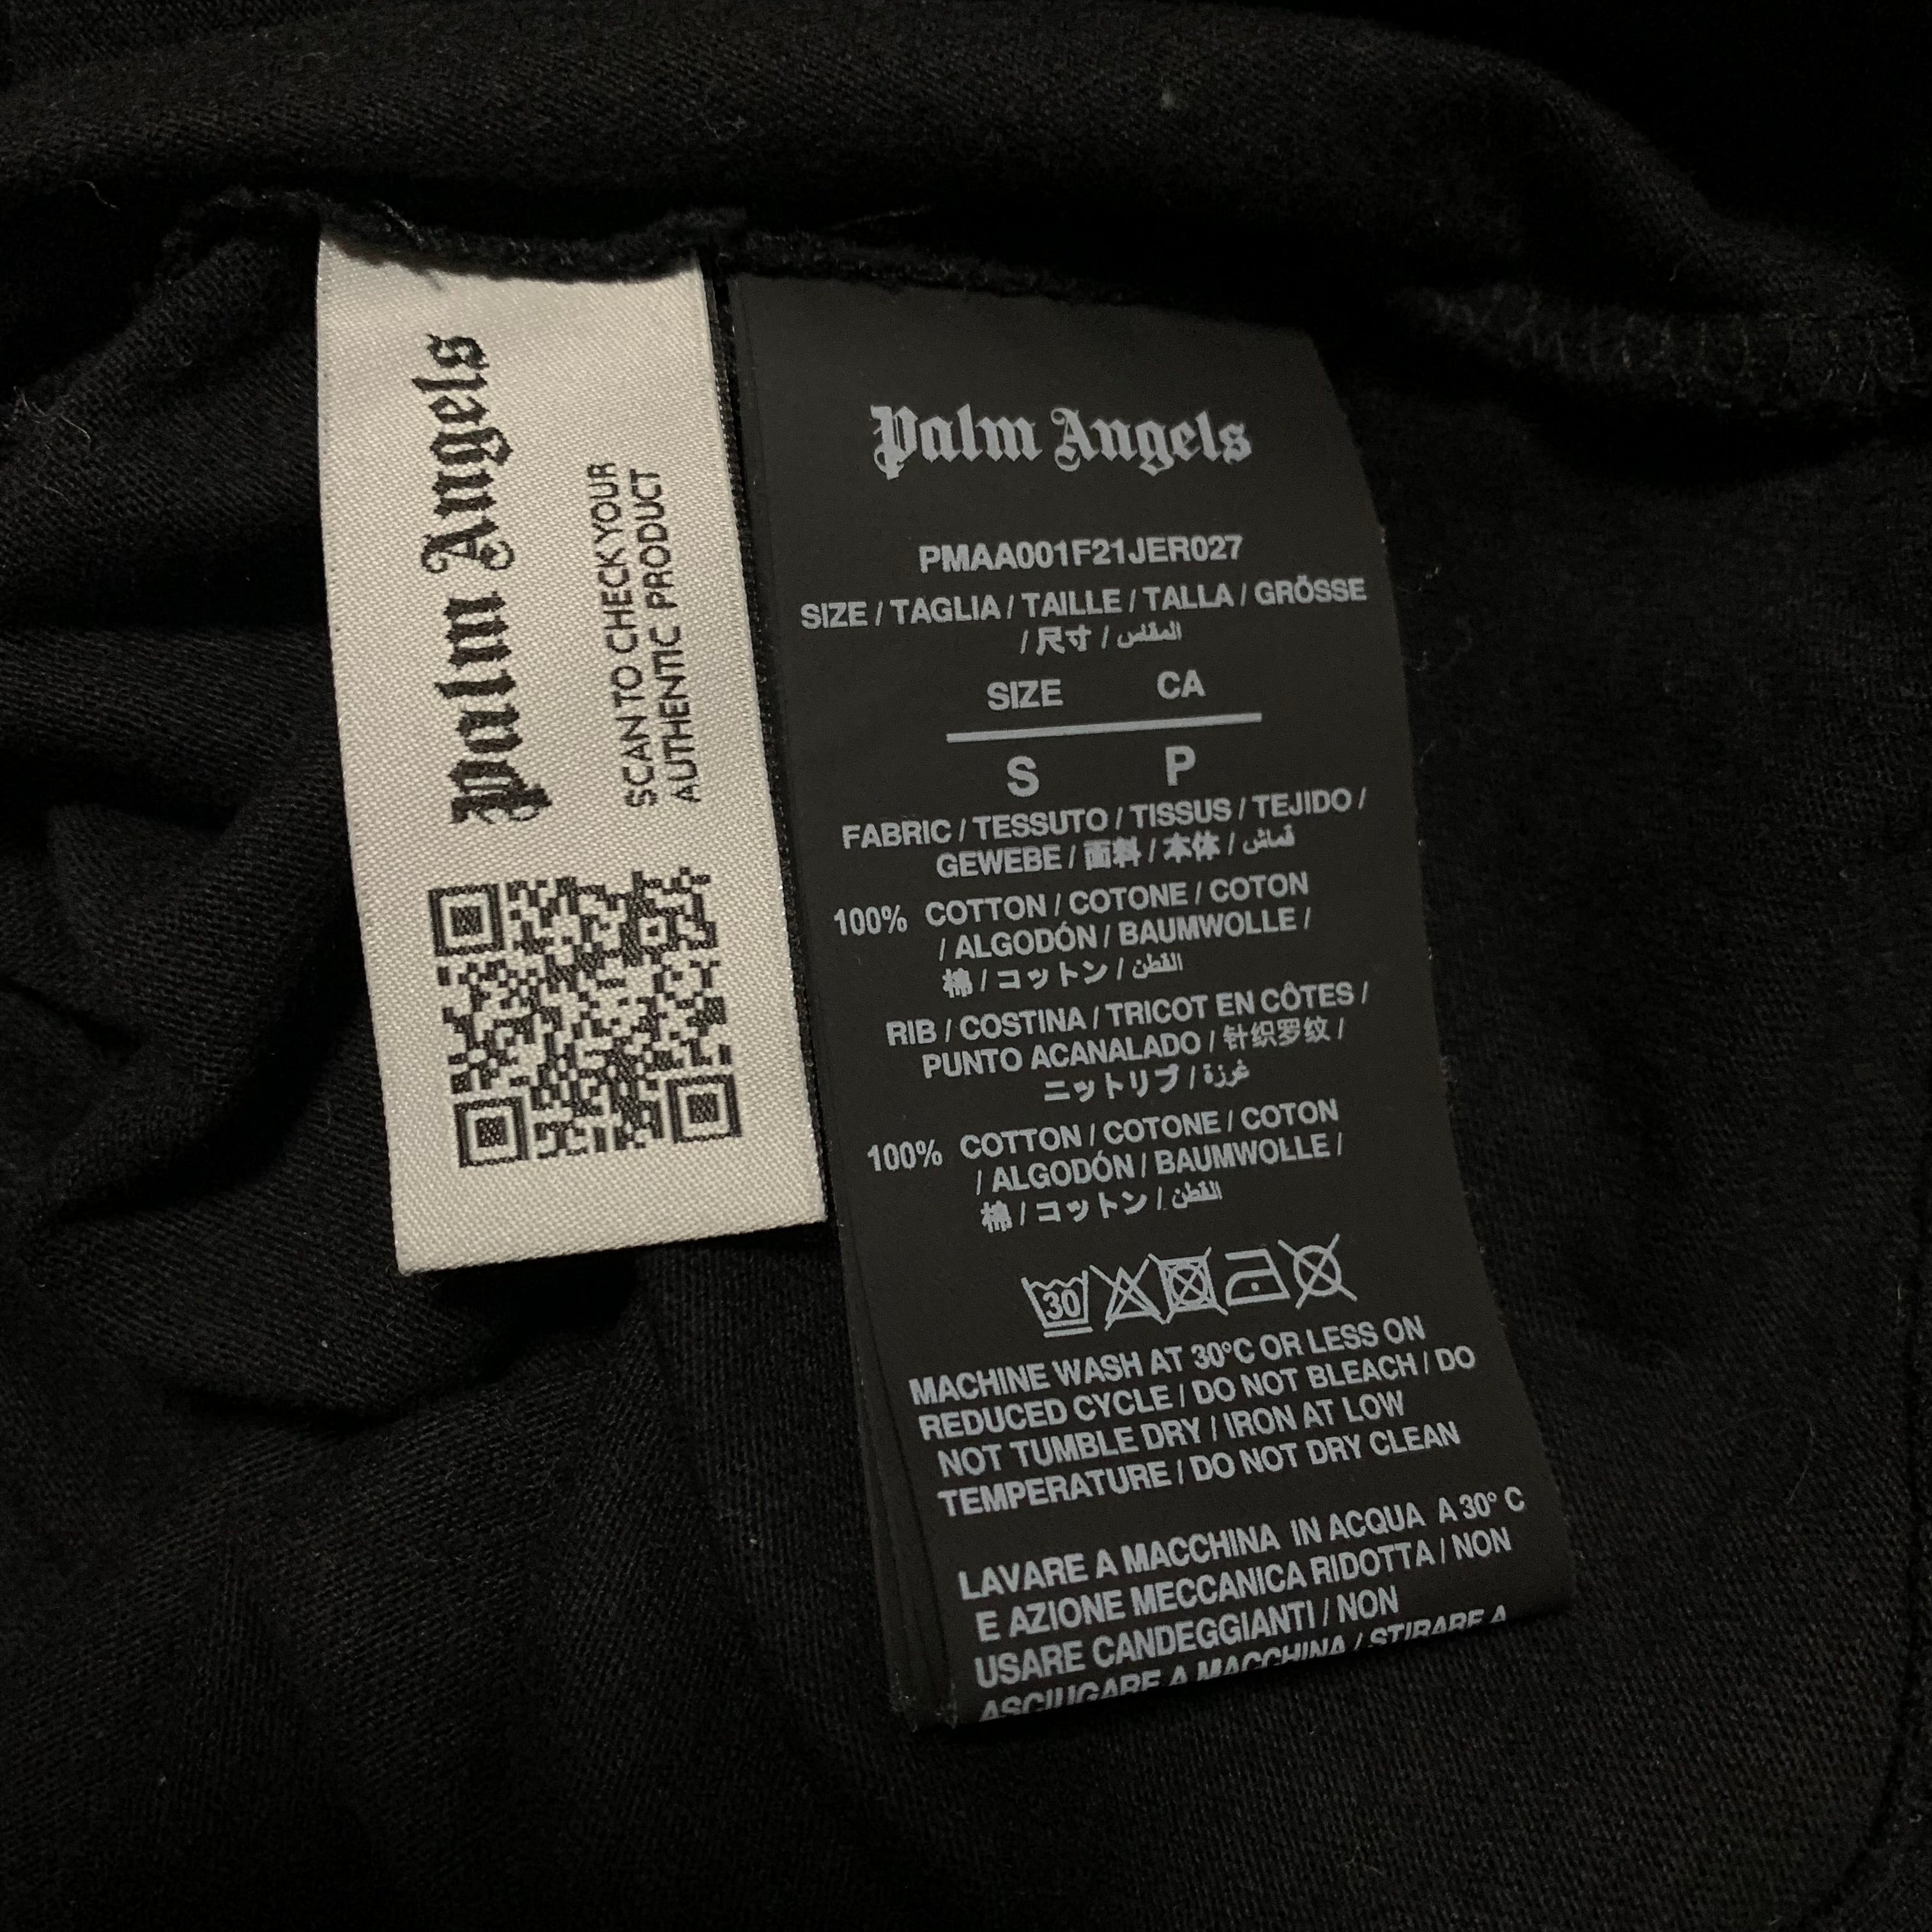 Palm Angels
SCAN TO CHECK YOUR
AUTHENTIC PRODUCT
Palm Angels
PMAA001F21JER027
SIZE / TAGLIA / TAILLE / TALLA / GRÖSSE
/ 尺寸 / المقاس
SIZE CA
S P
FABRIC / TESSUTO / TISSUS / TEJIDO /
GEWEBE / 面料 / 本体 / قماش
100% COTTON / COTONE / COTON
/ ALGODÓN / BAUMWOLLE /
棉 / コットン / القطن
RIB / COSTINA / TRICOT EN CÔTES /
PUNTO ACANALADO / 针织罗纹 /
ニットリブ / غرزة
100% COTTON / COTONE / COTON
/ ALGODÓN / BAUMWOLLE /
棉 / コットン / القطن
30
MACHINE WASH AT 30°C OR LESS ON
REDUCED CYCLE / DO NOT BLEACH / DO
NOT TUMBLE DRY / IRON AT LOW
TEMPERATURE / DO NOT DRY CLEAN
LAVARE A MACCHINA IN ACQUA A 30° C
E AZIONE MECCANICA RIDOTTA / NON
USARE CANDEGGIANTI / NON
ASCIUGARE A MACCHINA / STIRARE A